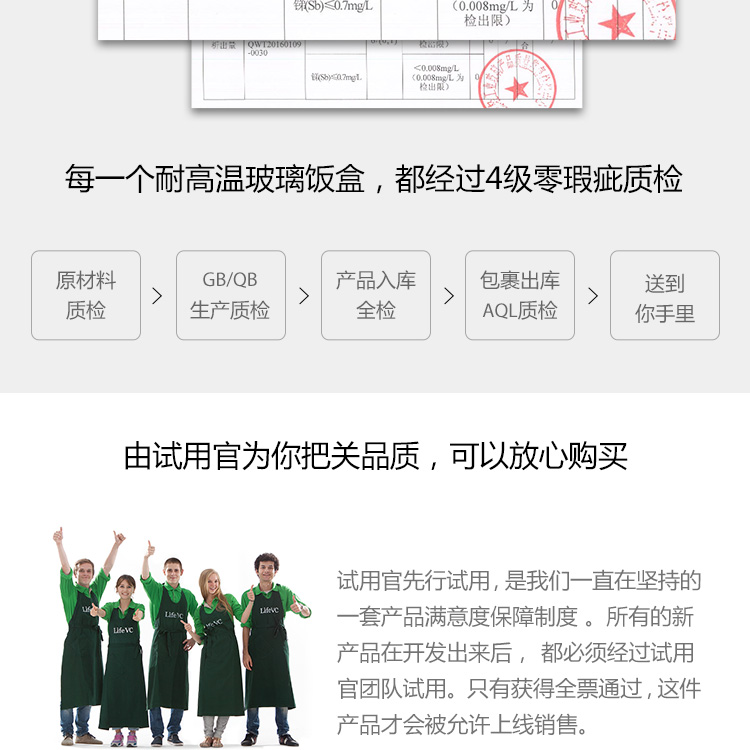 锑(Sb)≤0.7mg/L
(0.008mg/L 为
检出限)
析出量
QWT20160109
-0030
检出限)
锑(Sb)≤0.7mg/L
<0.008mg/L
(0.008mg/L 为
检出限)
合
每一个耐高温玻璃饭盒，都经过4级零瑕疵质检
原材料
质检
GB/QB
生产质检
产品入库
全检
包裹出库
AQL质检
送到
你手里
由试用官为你把关品质，可以放心购买
试用官先行试用，是我们一直在坚持的
一套产品满意度保障制度 。所有的新
产品在开发出来后， 都必须经过试用
官团队试用。只有获得全票通过，这件
产品才会被允许上线销售。
LifeVC
LifeVC
LifeVC
LifeVC
LifeVC